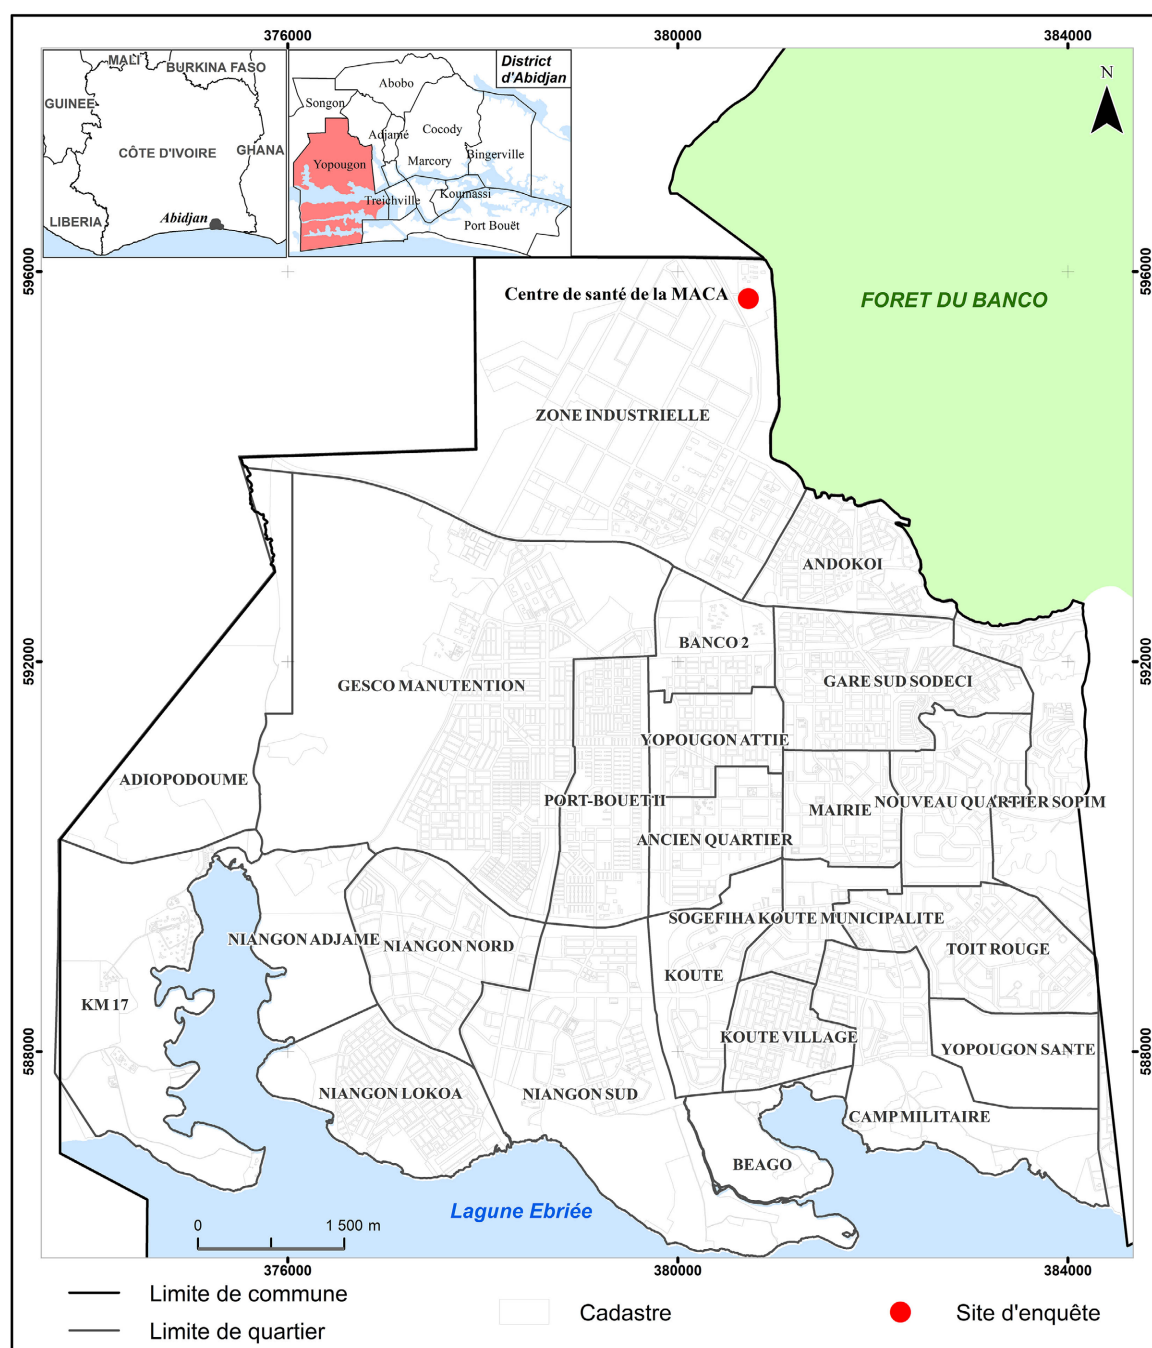 376000
380000
384000
MALI
BURKINA FASO
GUINEE
CÔTE D'IVOIRE
GHANA
LIBERIA
Abidjan
District
d'Abidjan
Abobo
Songon
Adjamé
Cocody
Yopougon
Marcory
Bingerville
Treichville
Koumassi
Port Bouët
N
596000
596000
Centre de santé de la MACA
FORET DU BANCO
ZONE INDUSTRIELLE
ANDOKOI
592000
592000
BANCO 2
GESCO MANUTENTION
GARE SUD SODECI
YOPOUGON ATTIE
ADIOPODOUME
PORT-BOUET II
MAIRIE
NOUVEAU QUARTIER SOPIM
ANCIEN QUARTIER
SOGEFIHA KOUTE MUNICIPALITE
NIANGON ADJAME
NIANGON NORD
TOIT ROUGE
KOUTE
KM 17
588000
588000
KOUTE VILLAGE
YOPOUGON SANTE
NIANGON LOKOA
NIANGON SUD
CAMP MILITAIRE
BEAGO
Lagune Ebriée
0
1 500 m
376000
380000
384000
Limite de commune
Limite de quartier
Cadastre
Site d'enquête